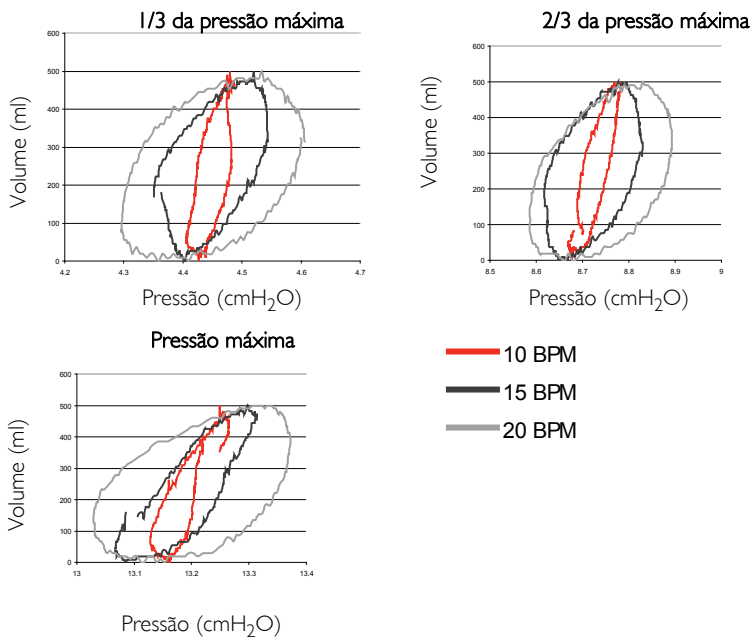 1/3 da pressão máxima
600
500
400
300
200
100
0
Volume (ml)
4.2 4.3 4.4 4.5 4.6 4.7
Pressão (cmH₂O)
2/3 da pressão máxima
600
500
400
300
200
100
0
Volume (ml)
8.5 8.6 8.7 8.8 8.9 9
Pressão (cmH₂O)
Pressão máxima
600
500
400
300
200
100
0
Volume (ml)
13 13.1 13.2 13.3 13.4
Pressão (cmH₂O)
10 BPM
15 BPM
20 BPM